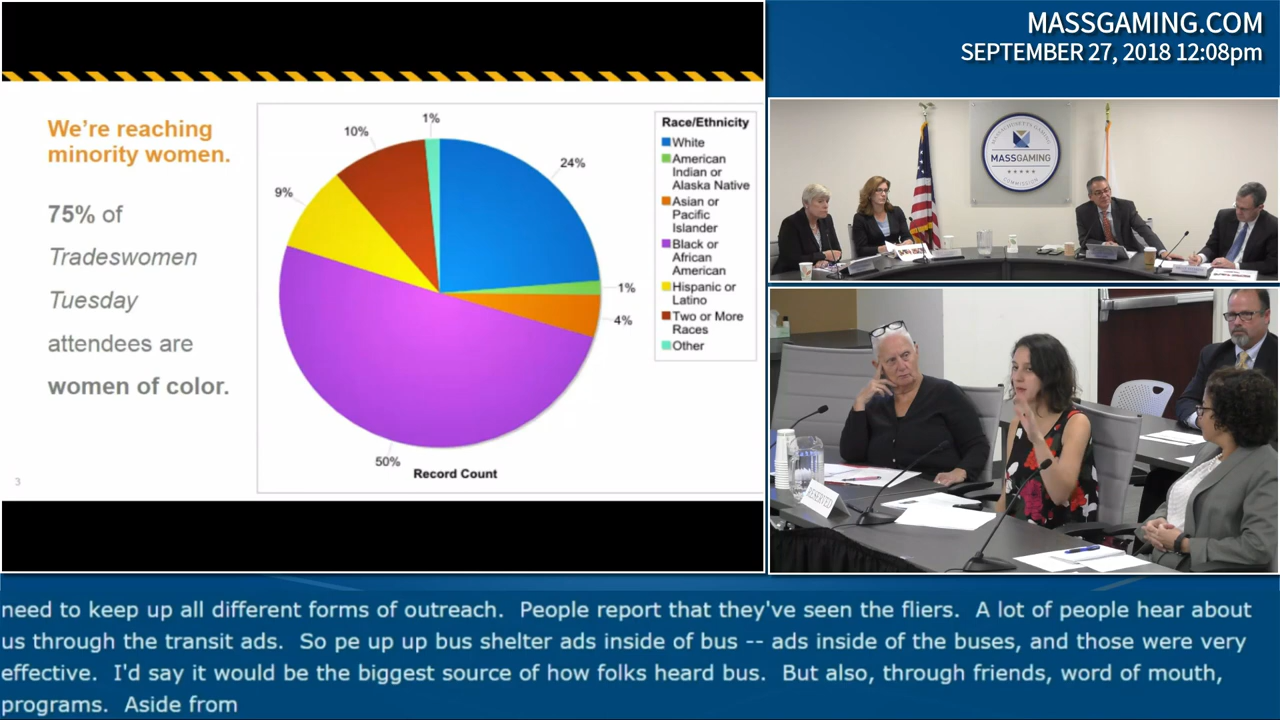 MASSGAMING.COM
SEPTEMBER 27, 2018 12:08pm
We're reaching
minority women.
75% of
Tradeswomen
Tuesday
attendees are
women of color.
3
1%
10%
24%
9%
1%
4%
50%
Record Count
Race/Ethnicity
White
American
Indian or
Alaska Native
Asian or
Pacific
Islander
Black or
African
American
Hispanic or
Latino
Two or More
Races
Other
MASSACHUSETTS GAMING
MASSGAMING
COMMISSION
RESERVED
need to keep up all different forms of outreach.  People report that they've seen the fliers.  A lot of people hear about
us through the transit ads.  So pe up up bus shelter ads inside of bus -- ads inside of the buses, and those were very
effective.  I'd say it would be the biggest source of how folks heard bus.  But also, through friends, word of mouth,
programs.  Aside from